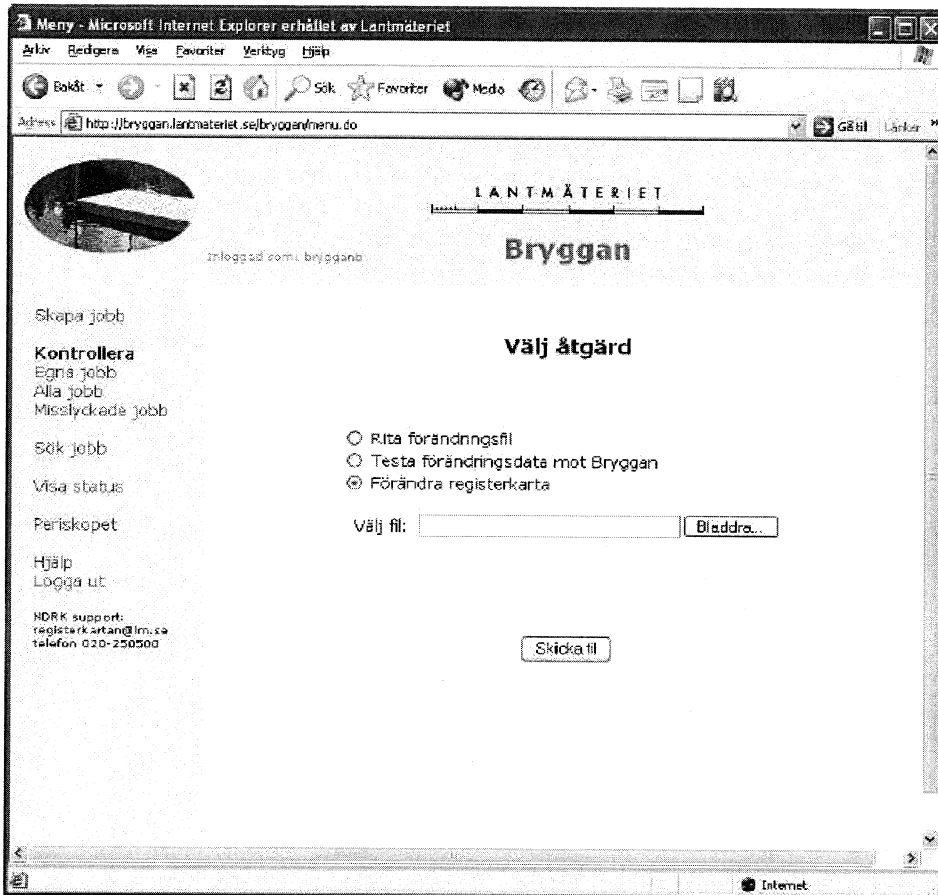 Meny - Microsoft Internet Explorer erhållet av Lantmäteriet
Arkiv Redigera Visa Favoriter Verktyg Hjälp
Bakåt Sök Favoriter Media
Adress http://bryggan.lantmateriet.se/bryggan/menu.do Gå till Länkar »
LANTMÄTERIET
Bryggan
Inloggad som: brygganb
Skapa jobb
Kontrollera
Egna jobb
Alla jobb
Misslyckade jobb
Sök jobb
Visa status
Periskopet
Hjälp
Logga ut
NDRK support:
registerkartan@lm.se
telefon 020-250500
Välj åtgärd
Rita förändringsfil
Testa förändringsdata mot Bryggan
Förändra registerkarta
Välj fil: Bladdra...
Skicka fil
Internet